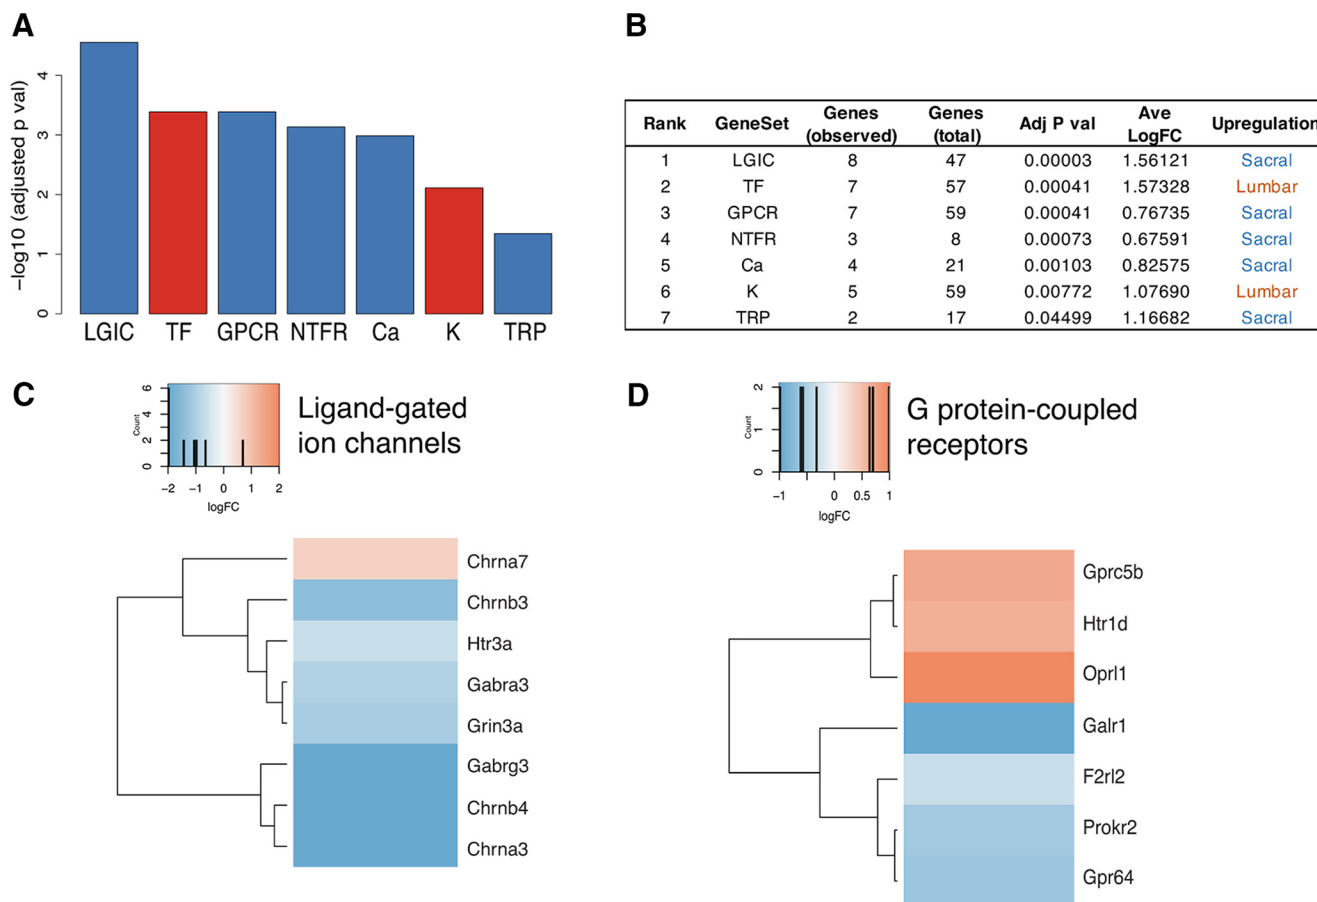 A
−log10 (adjusted p val)
4
3
2
1
0
LGIC TF GPCR NTFR Ca K TRP
B
Rank GeneSet Genes (observed) Genes (total) Adj P val Ave LogFC Upregulation
1 LGIC 8 47 0.00003 1.56121 Sacral
2 TF 7 57 0.00041 1.57328 Lumbar
3 GPCR 7 59 0.00041 0.76735 Sacral
4 NTFR 3 8 0.00073 0.67591 Sacral
5 Ca 4 21 0.00103 0.82575 Sacral
6 K 5 59 0.00772 1.07690 Lumbar
7 TRP 2 17 0.04499 1.16682 Sacral
C
Count
6
4
2
0
−2 −1 0 1 2
logFC
Ligand-gated
ion channels
Chrna7
Chrnb3
Htr3a
Gabra3
Grin3a
Gabrg3
Chrnb4
Chrna3
D
Count
2
1
0
−1 0 0.5 1
logFC
G protein-coupled
receptors
Gprc5b
Htr1d
Oprl1
Galr1
F2rl2
Prokr2
Gpr64